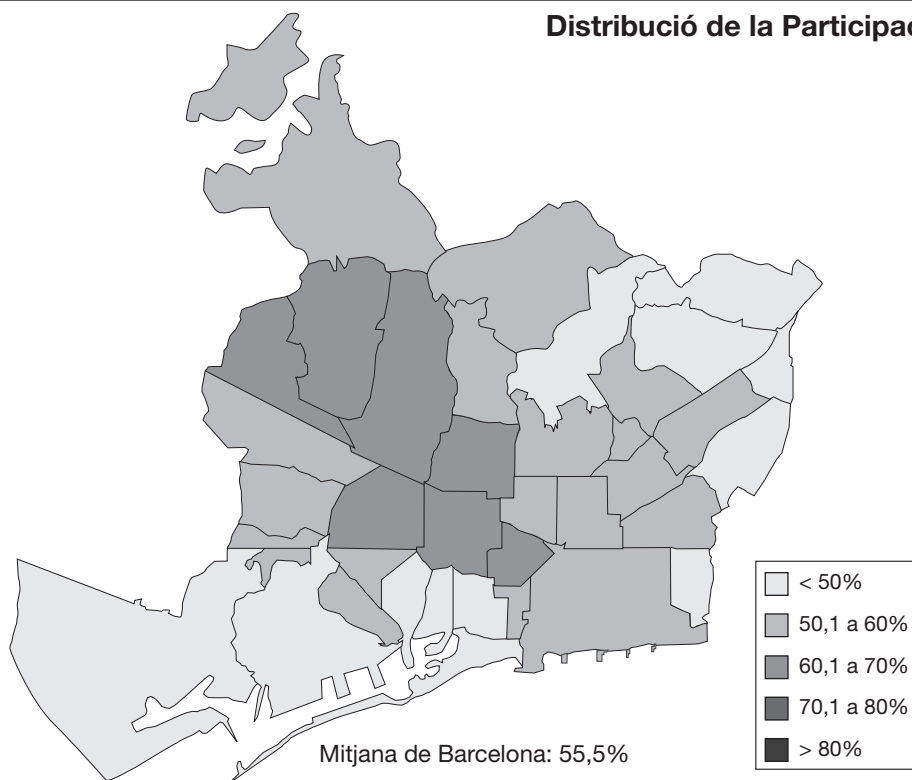 Distribució de la Participac
< 50%
50,1 a 60%
60,1 a 70%
70,1 a 80%
> 80%
Mitjana de Barcelona: 55,5%